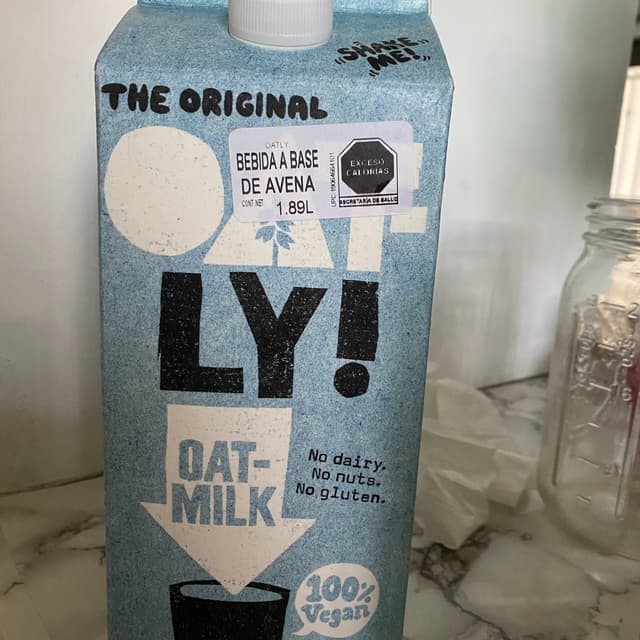 SHAKE
ME!
THE ORIGINAL
OATLY
BEBIDA A BASE
DE AVENA
CONT. NET 1.89L
EXCESO
CALORÍAS
SECRETARÍA DE SALUD
OAT
LY!
OAT-
MILK
No dairy.
No nuts.
No gluten.
100%
Vegan